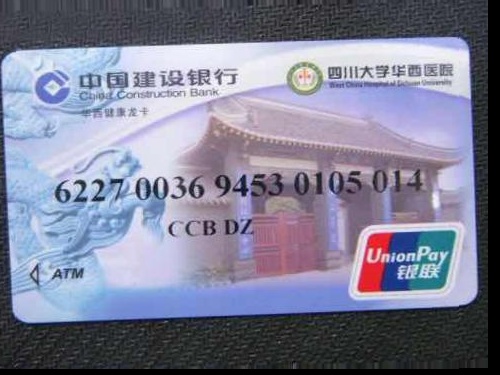 中国建设银行
China Construction Bank
华西健康龙卡
四川大学华西医院
West China Hospital of Sichuan University
6227 0036 9453 0105 014
CCB DZ
ATM
UnionPay
银联